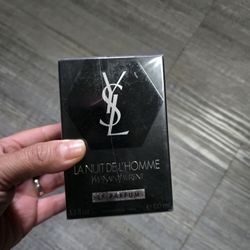 YSL
LA NUIT DE L'HOMME
YVES SAINT LAURENT
LE PARFUM